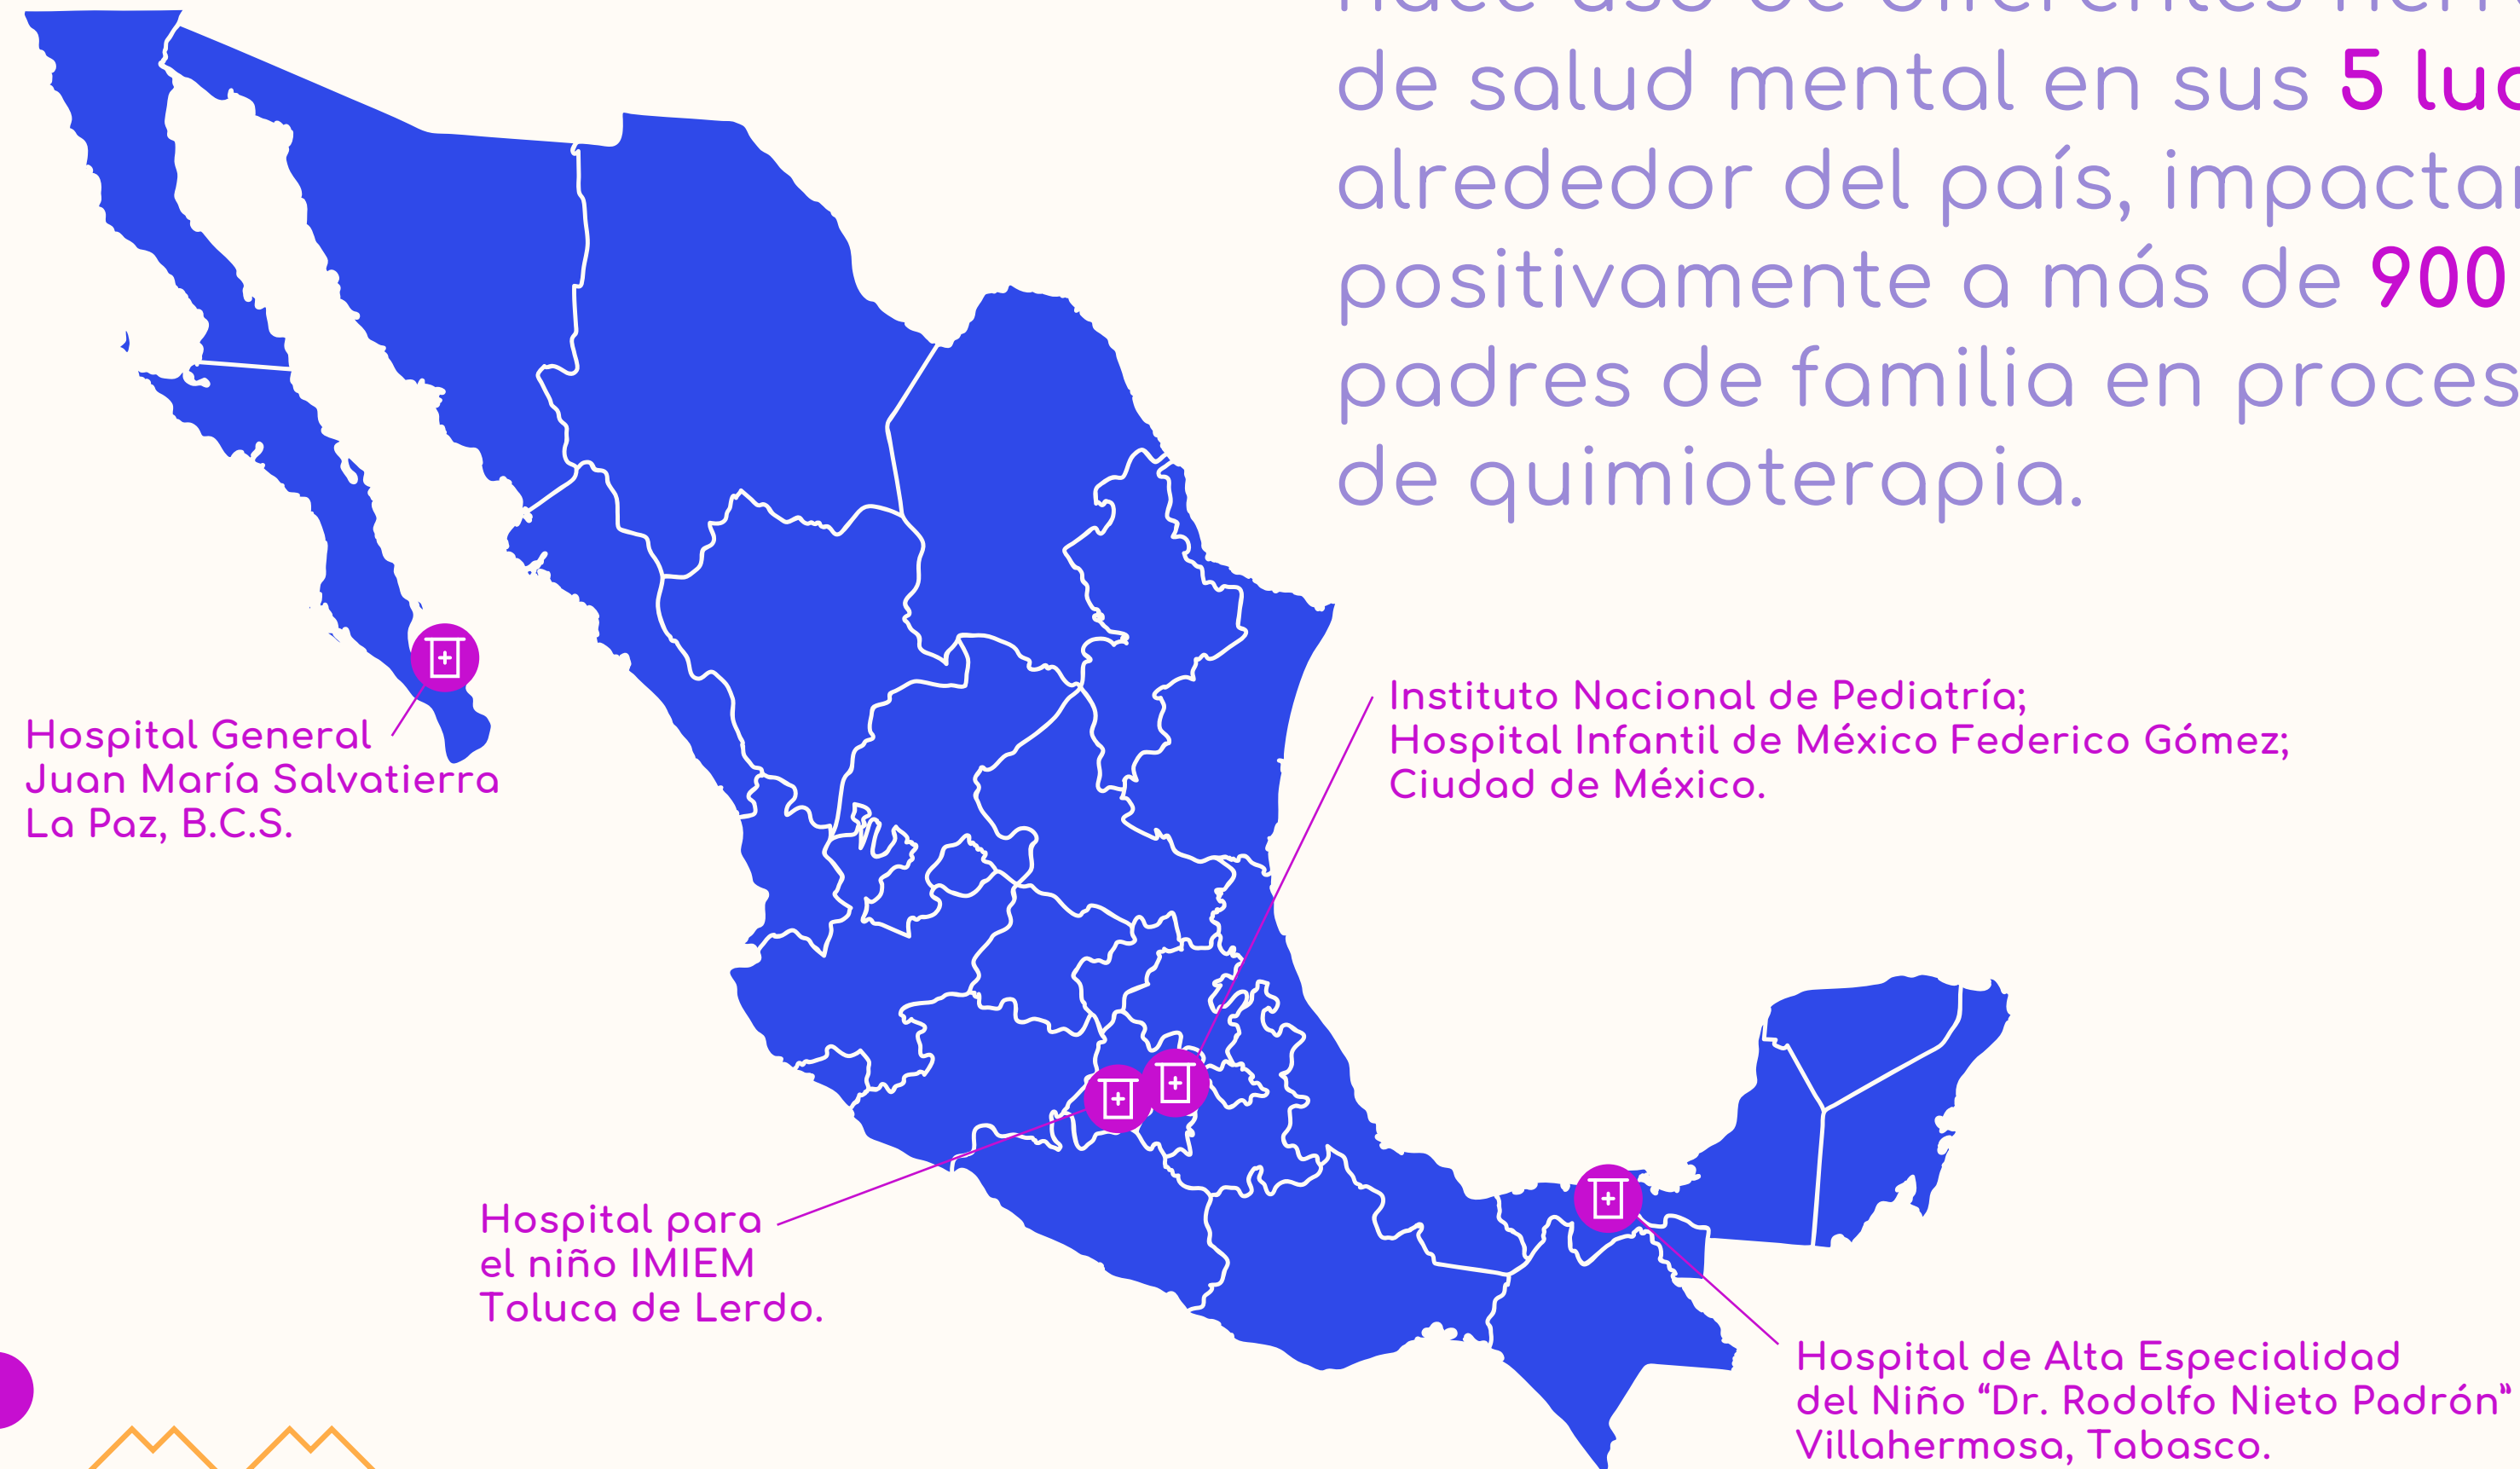 de salud mental en sus 5
alrededor del país,
positivamente a más de 900
padres de familia en
de quimioterapia.
Instituto Nacional de Pediatría;
Hospital Infantil de México Federico Gómez;
Ciudad de México.
Hospital General
Juan María Salvatierra
La Paz, B.C.S.
Hospital para
el niño IMIEM
Toluca de Lerdo.
Hospital de Alta Especialidad
del Niño “Dr. Rodolfo Nieto Padrón”
Villahermosa, Tabasco.